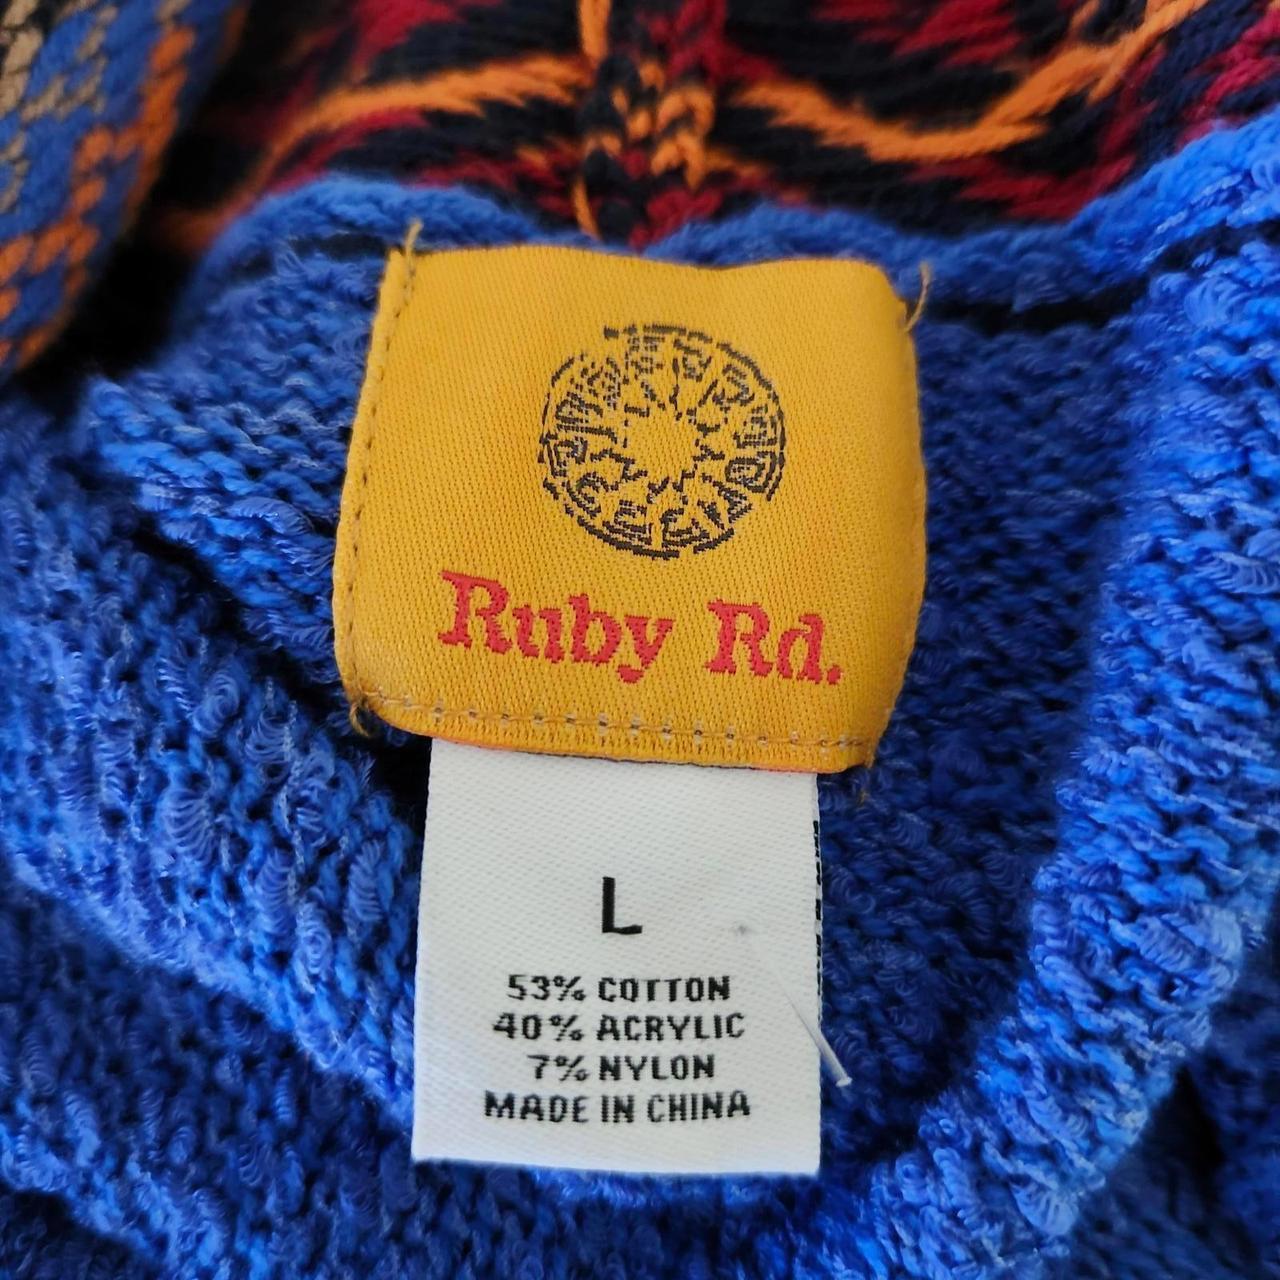 Ruby Rd.
L
53% COTTON
40% ACRYLIC
7% NYLON
MADE IN CHINA